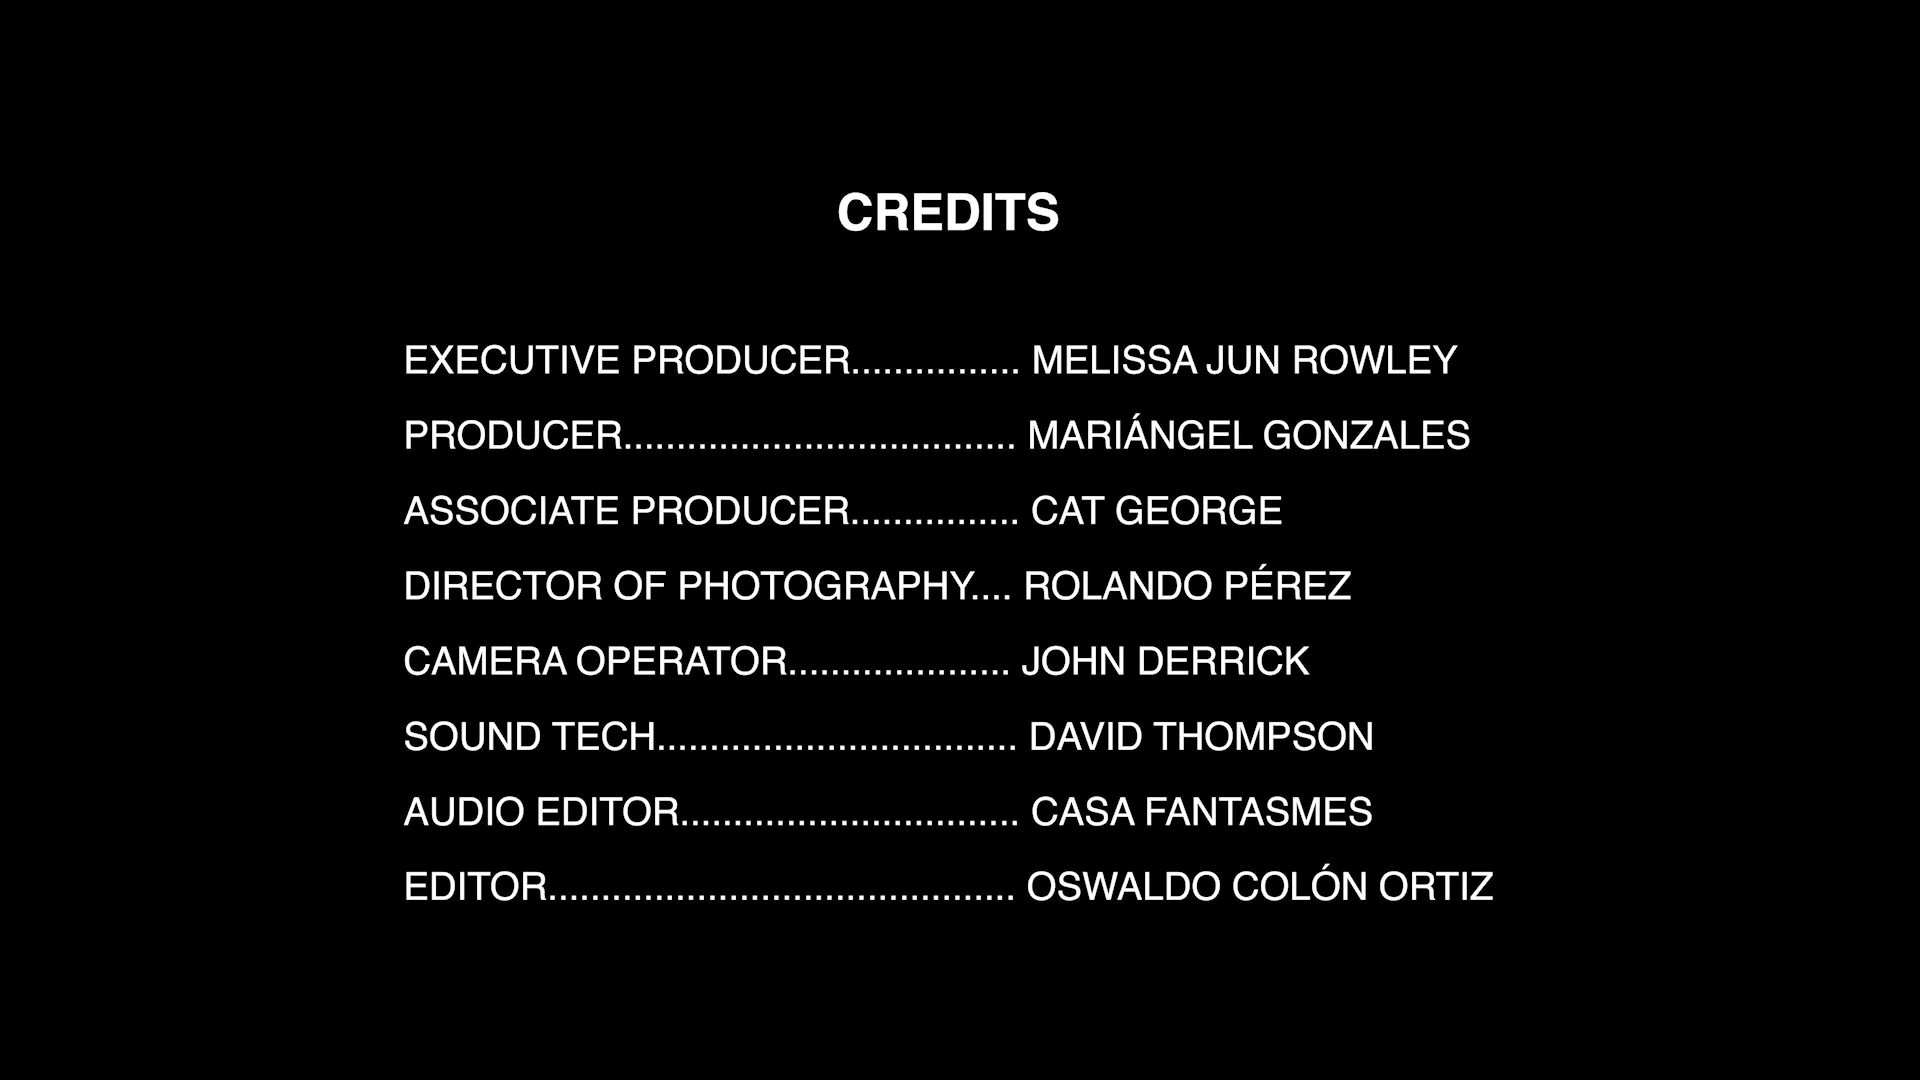 CREDITS
EXECUTIVE PRODUCER................ MELISSA JUN ROWLEY
PRODUCER..................................... MARIÁNGEL GONZALES
ASSOCIATE PRODUCER................ CAT GEORGE
DIRECTOR OF PHOTOGRAPHY.... ROLANDO PÉREZ
CAMERA OPERATOR..................... JOHN DERRICK
SOUND TECH.................................. DAVID THOMPSON
AUDIO EDITOR................................ CASA FANTASMES
EDITOR............................................ OSWALDO COLÓN ORTIZ